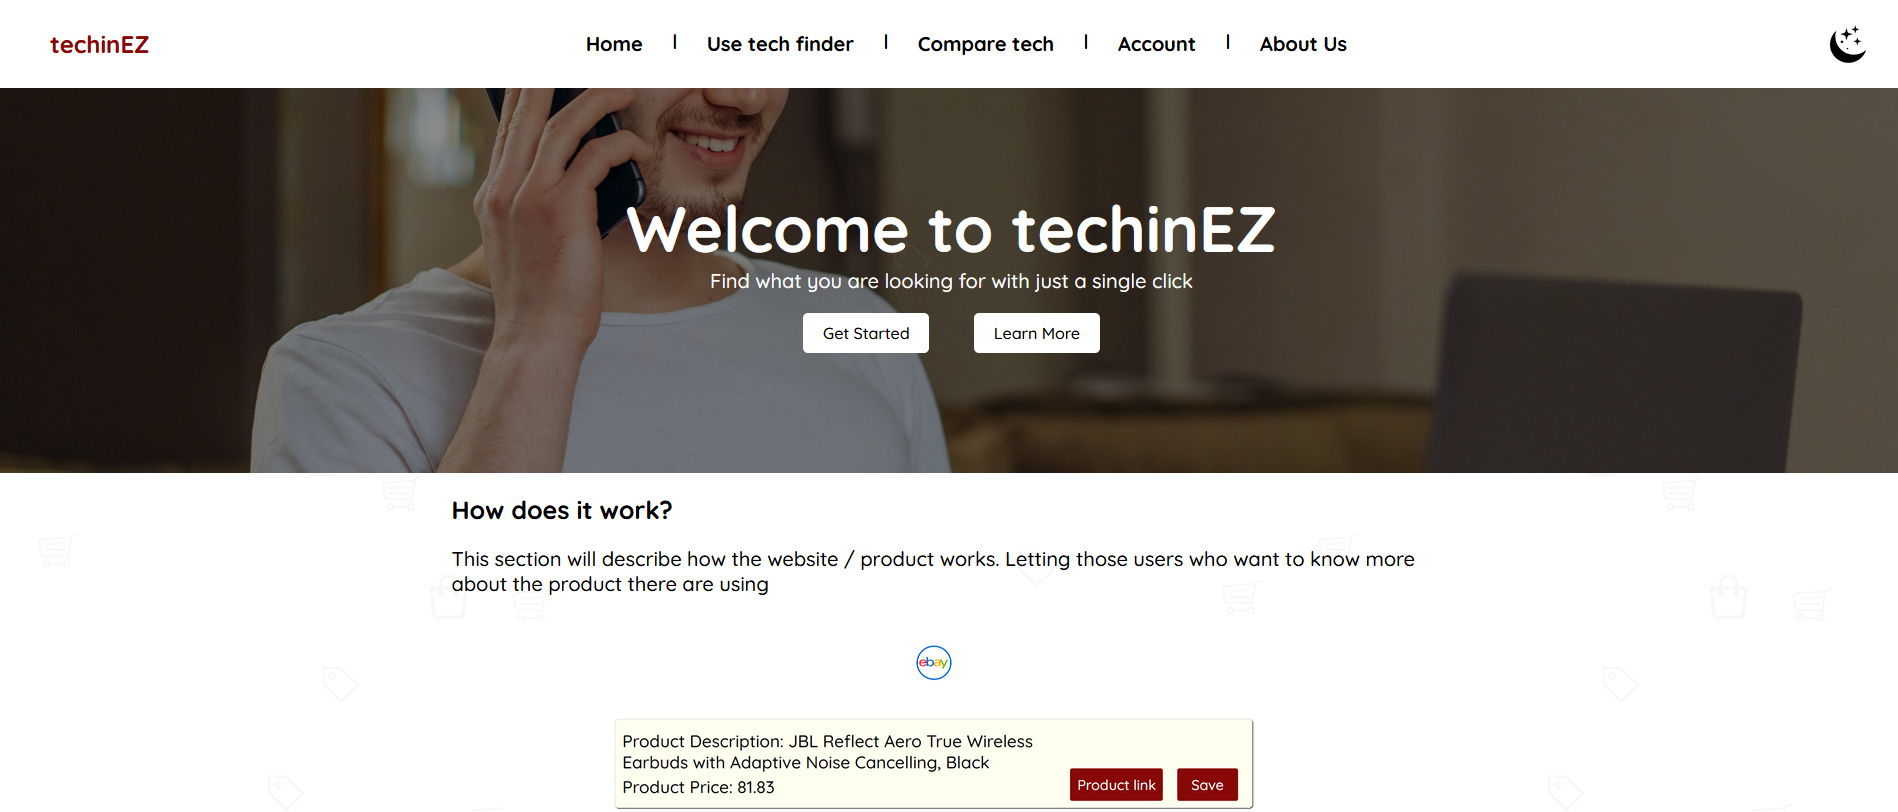 techinEZ
Home | Use tech finder | Compare tech | Account | About Us
Welcome to techinEZ
Find what you are looking for with just a single click
Get Started
Learn More
How does it work?
This section will describe how the website / product works. Letting those users who want to know more
about the product there are using
ebay
Product Description: JBL Reflect Aero True Wireless
Earbuds with Adaptive Noise Cancelling, Black
Product Price: 81.83
Product link
Save